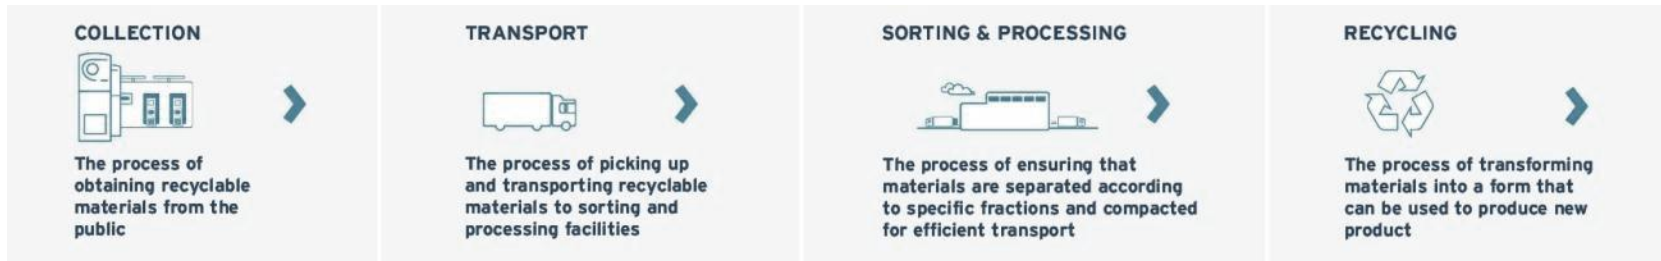 COLLECTION
The process of
obtaining recyclable
materials from the
public
TRANSPORT
The process of picking up
and transporting recyclable
materials to sorting and
processing facilities
SORTING & PROCESSING
The process of ensuring that
materials are separated according
to specific fractions and compacted
for efficient transport
RECYCLING
The process of transforming
materials into a form that
can be used to produce new
product